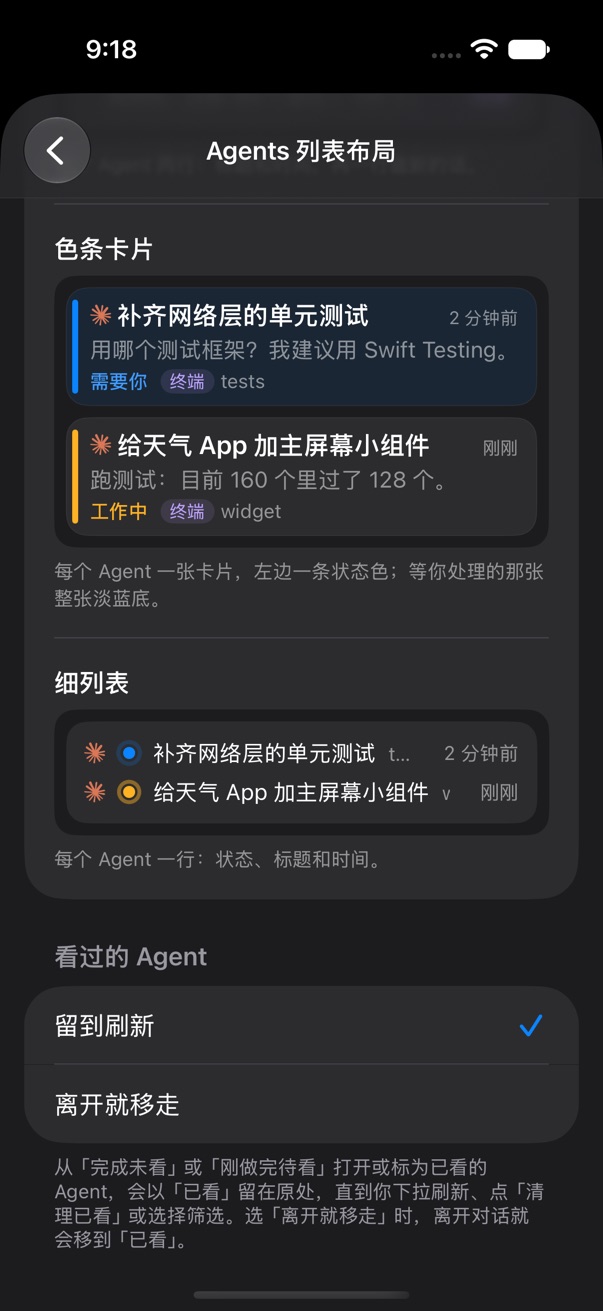 9:18
Agents 列表布局
色条卡片
补齐网络层的单元测试 2 分钟前
用哪个测试框架？我建议用 Swift Testing。
需要你 终端 tests
给天气 App 加主屏幕小组件 刚刚
跑测试：目前 160 个里过了 128 个。
工作中 终端 widget
每个 Agent 一张卡片，左边一条状态色；等你处理的那张
整张淡蓝底。
细列表
补齐网络层的单元测试 t... 2 分钟前
给天气 App 加主屏幕小组件 v 刚刚
每个 Agent 一行：状态、标题和时间。
看过的 Agent
留到刷新
离开就移走
从「完成未看」或「刚做完待看」打开或标为已看的
Agent，会以「已看」留在原处，直到你下拉刷新、点「清
理已看」或选择筛选。选「离开就移走」时，离开对话就
会移到「已看」。